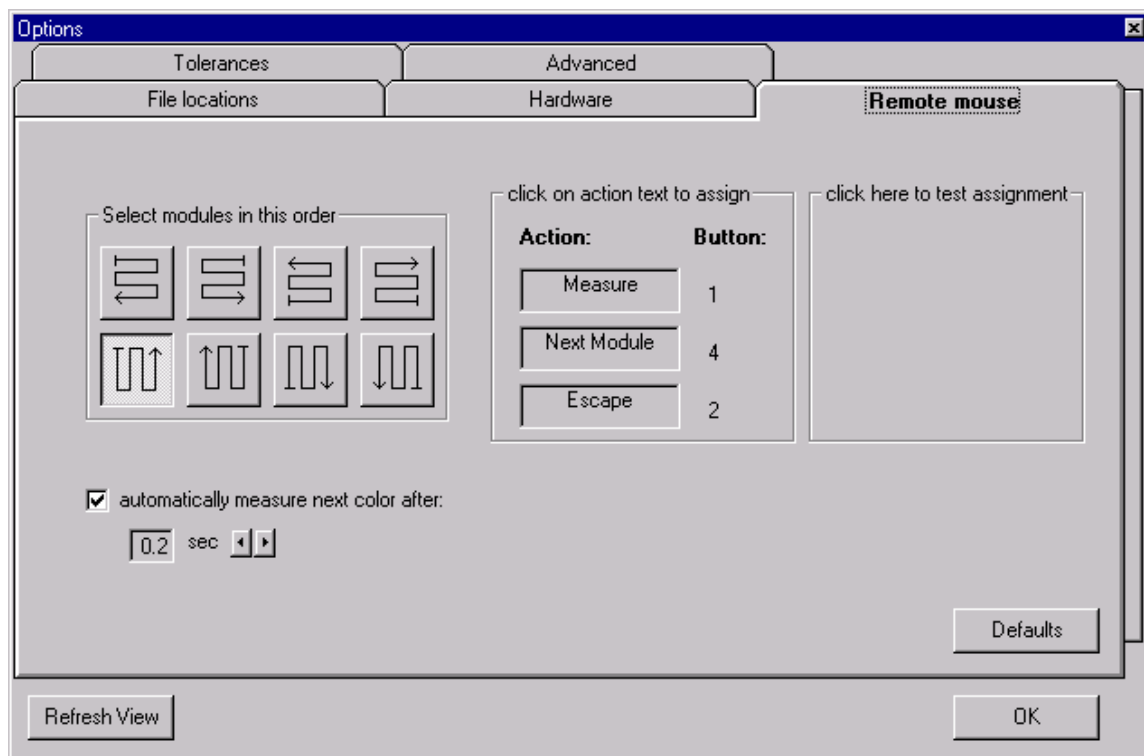 Options
Tolerances Advanced
File locations Hardware Remote mouse
Select modules in this order
click on action text to assign
Action: Button:
Measure 1
Next Module 4
Escape 2
click here to test assignment
automatically measure next color after:
0.2 sec
Defaults
Refresh View OK